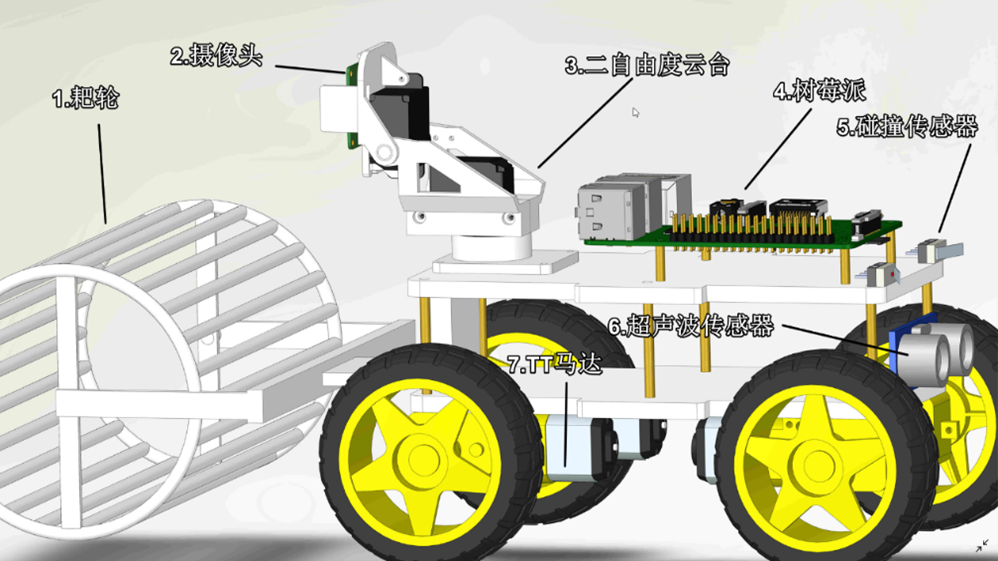 1.耙轮
2.摄像头
3.二自由度云台
4.树莓派
5.碰撞传感器
6.超声波传感器
7.TT马达